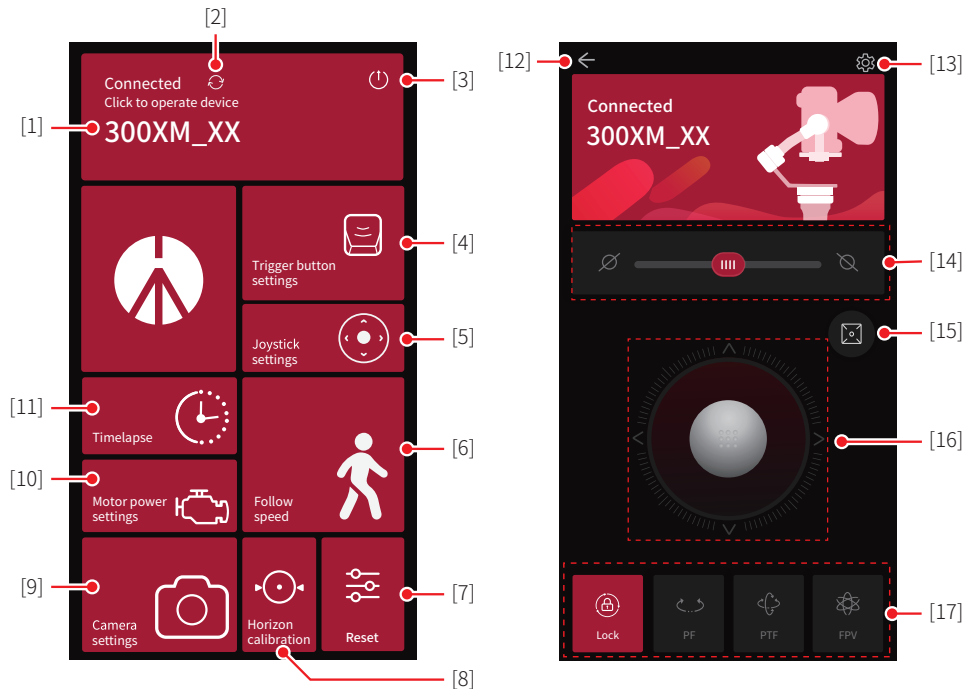 [2]
Connected
Click to operate device
300XM_XX
[1]
[3]
Trigger button
settings
[4]
Joystick
settings
[5]
[11]
Timelapse
[10]
Motor power
settings
Follow
speed
[6]
[9]
Camera
settings
Horizon
calibration
Reset
[7]
[8]
[12]
[13]
Connected
300XM_XX
[14]
[15]
[16]
Lock
PF
PTF
FPV
[17]